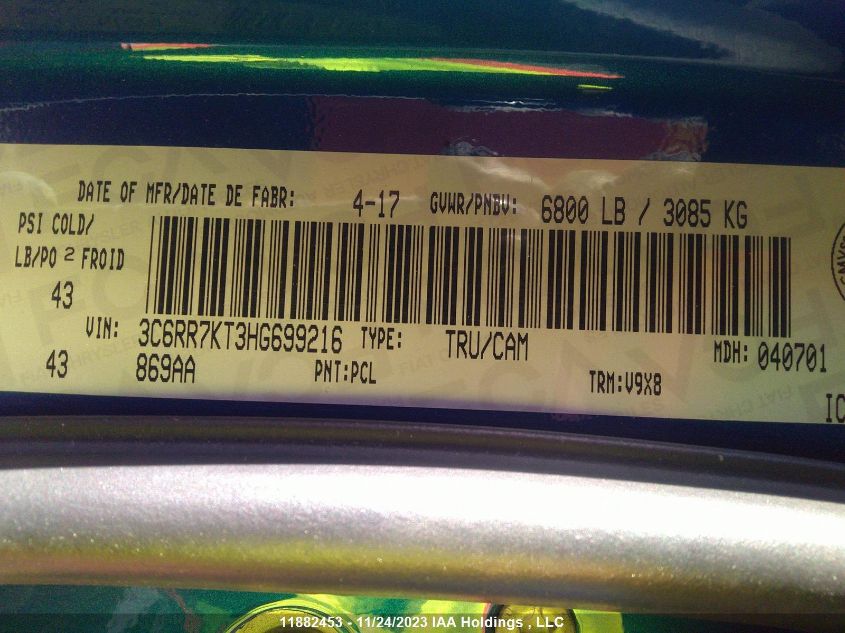 DATE OF MFR/DATE DE FABR: 4-17 GVWR/PNBV: 6800 LB / 3085 KG
PSI COLD/
LB/PO 2 FROID
43
VIN: 3C6RR7KT3HG699216 TYPE: TRU/CAM MDH: 040701
43 869AA PNT:PCL TRM:V9X8
IC
11882453 - 11/24/2023 IAA Holdings , LLC